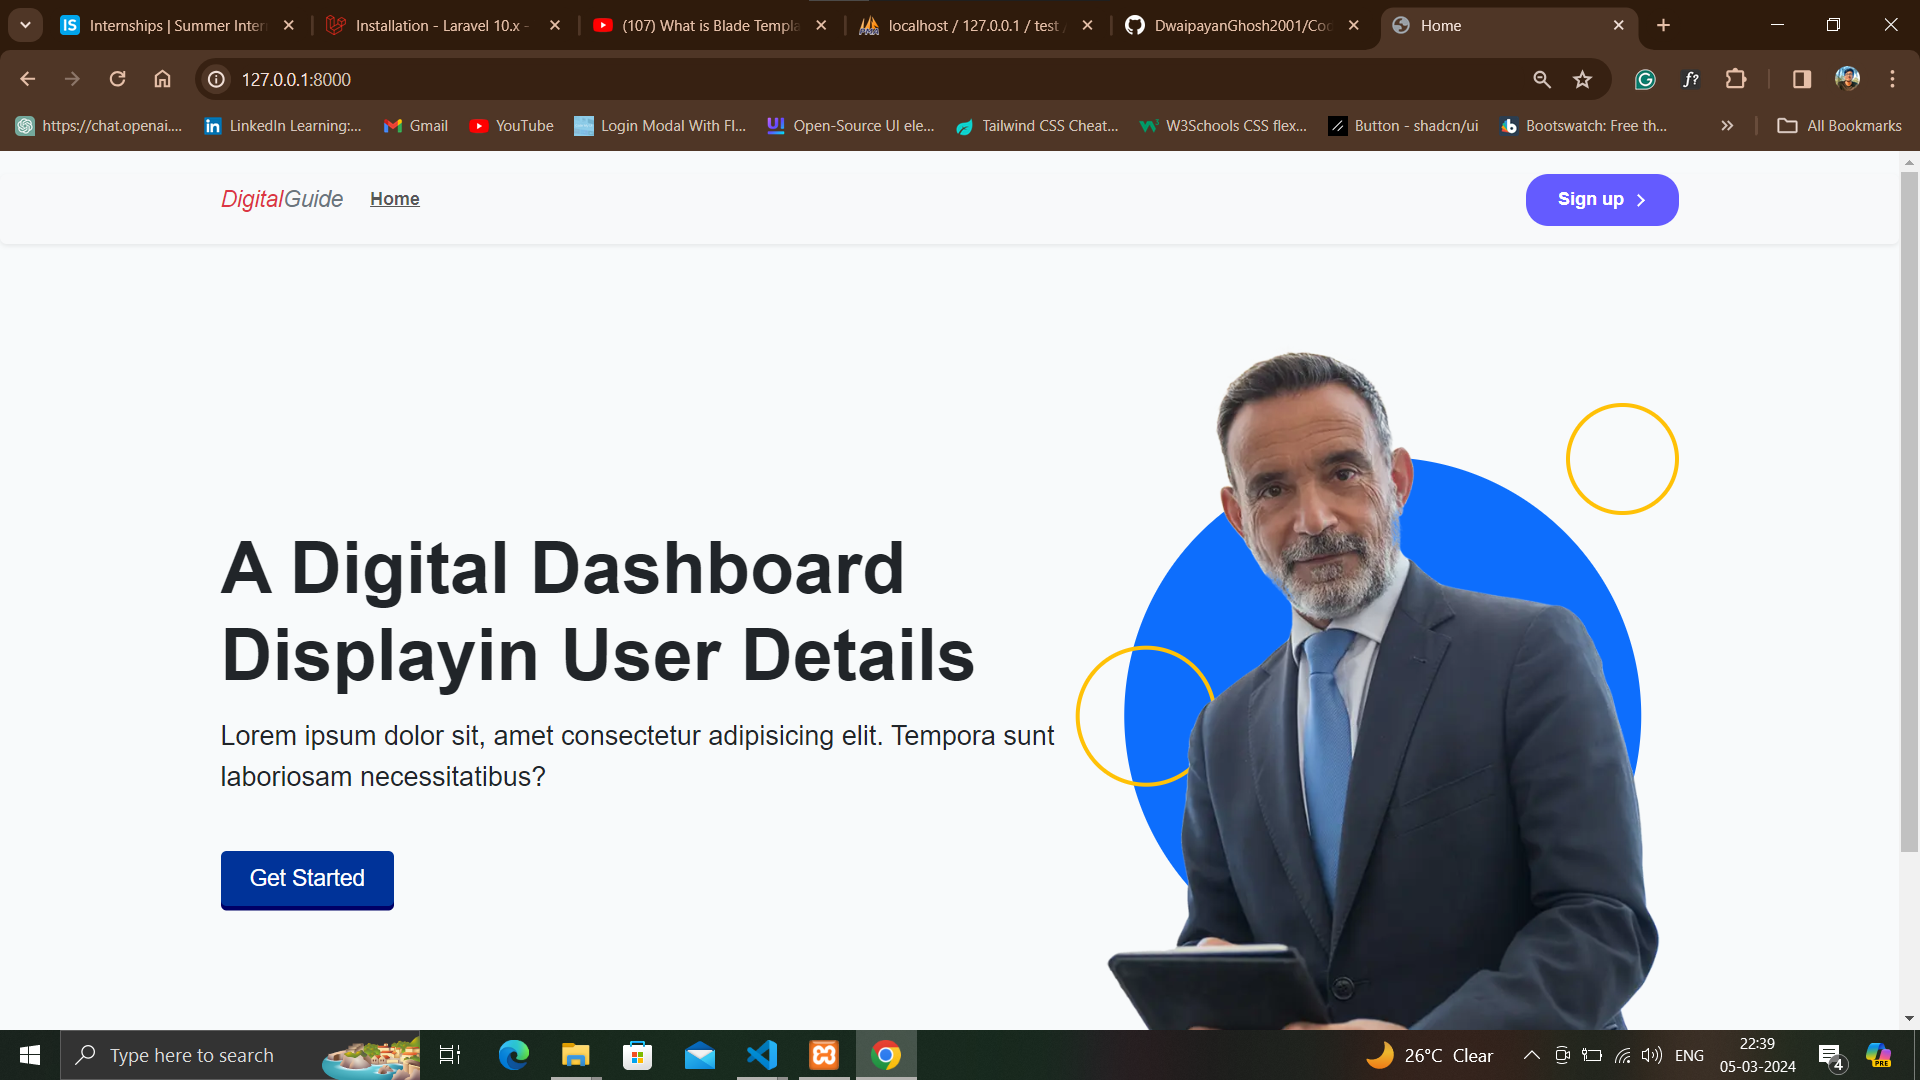 Internships | Summer Inter
Installation - Laravel 10.x -
(107) What is Blade Templa
localhost / 127.0.0.1 / test /
DwaipayanGhosh2001/Coc
Home
127.0.0.1:8000
https://chat.openai....
LinkedIn Learning:...
Gmail
YouTube
Login Modal With Fl...
Open-Source UI ele...
Tailwind CSS Cheat...
W3Schools CSS flex...
Button - shadcn/ui
Bootswatch: Free th...
All Bookmarks
DigitalGuide
Home
Sign up
A Digital Dashboard
Displayin User Details
Lorem ipsum dolor sit, amet consectetur adipisicing elit. Tempora sunt
laboriosam necessitatibus?
Get Started
Type here to search
26°C Clear
ENG
22:39
05-03-2024
4
PRE